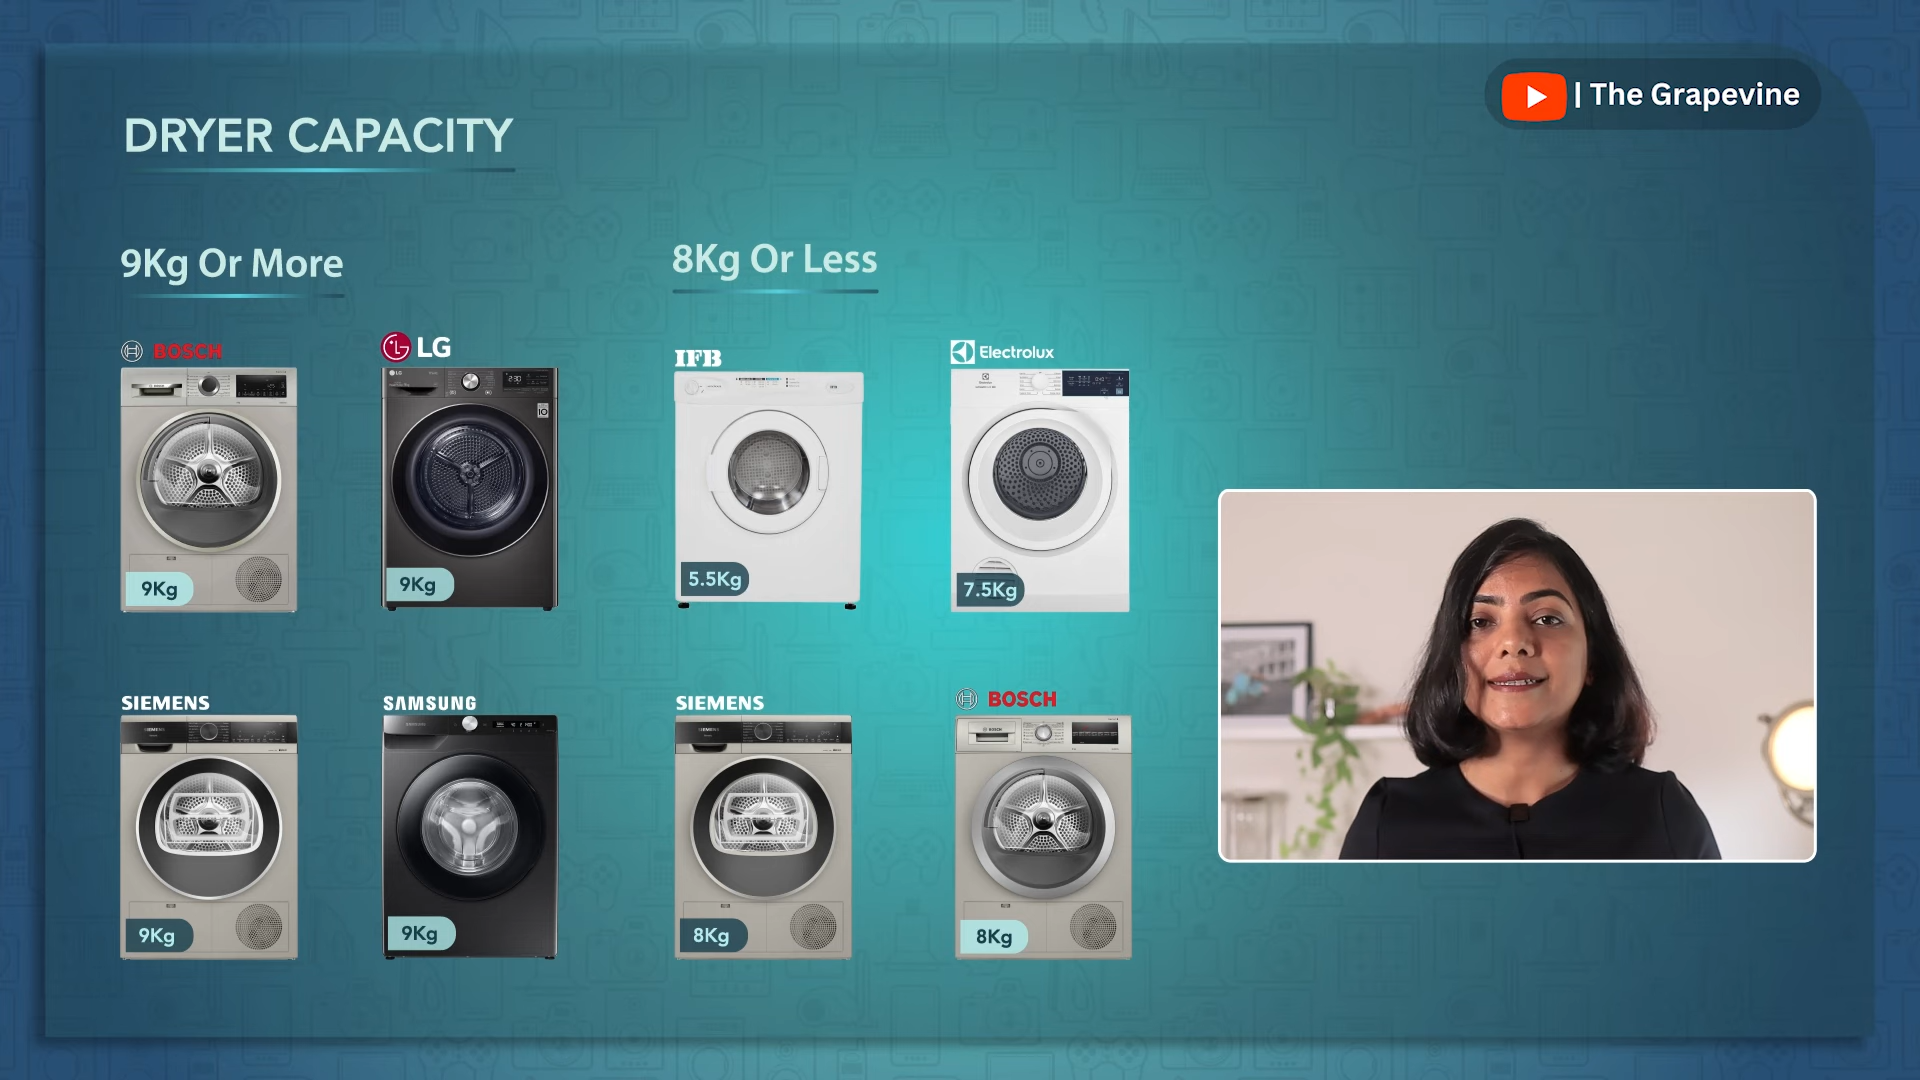 | The Grapevine
DRYER CAPACITY
9Kg Or More
8Kg Or Less
BOSCH
LG
IFB
Electrolux
9Kg
9Kg
5.5Kg
7.5Kg
SIEMENS
SAMSUNG
SIEMENS
BOSCH
9Kg
9Kg
8Kg
8Kg